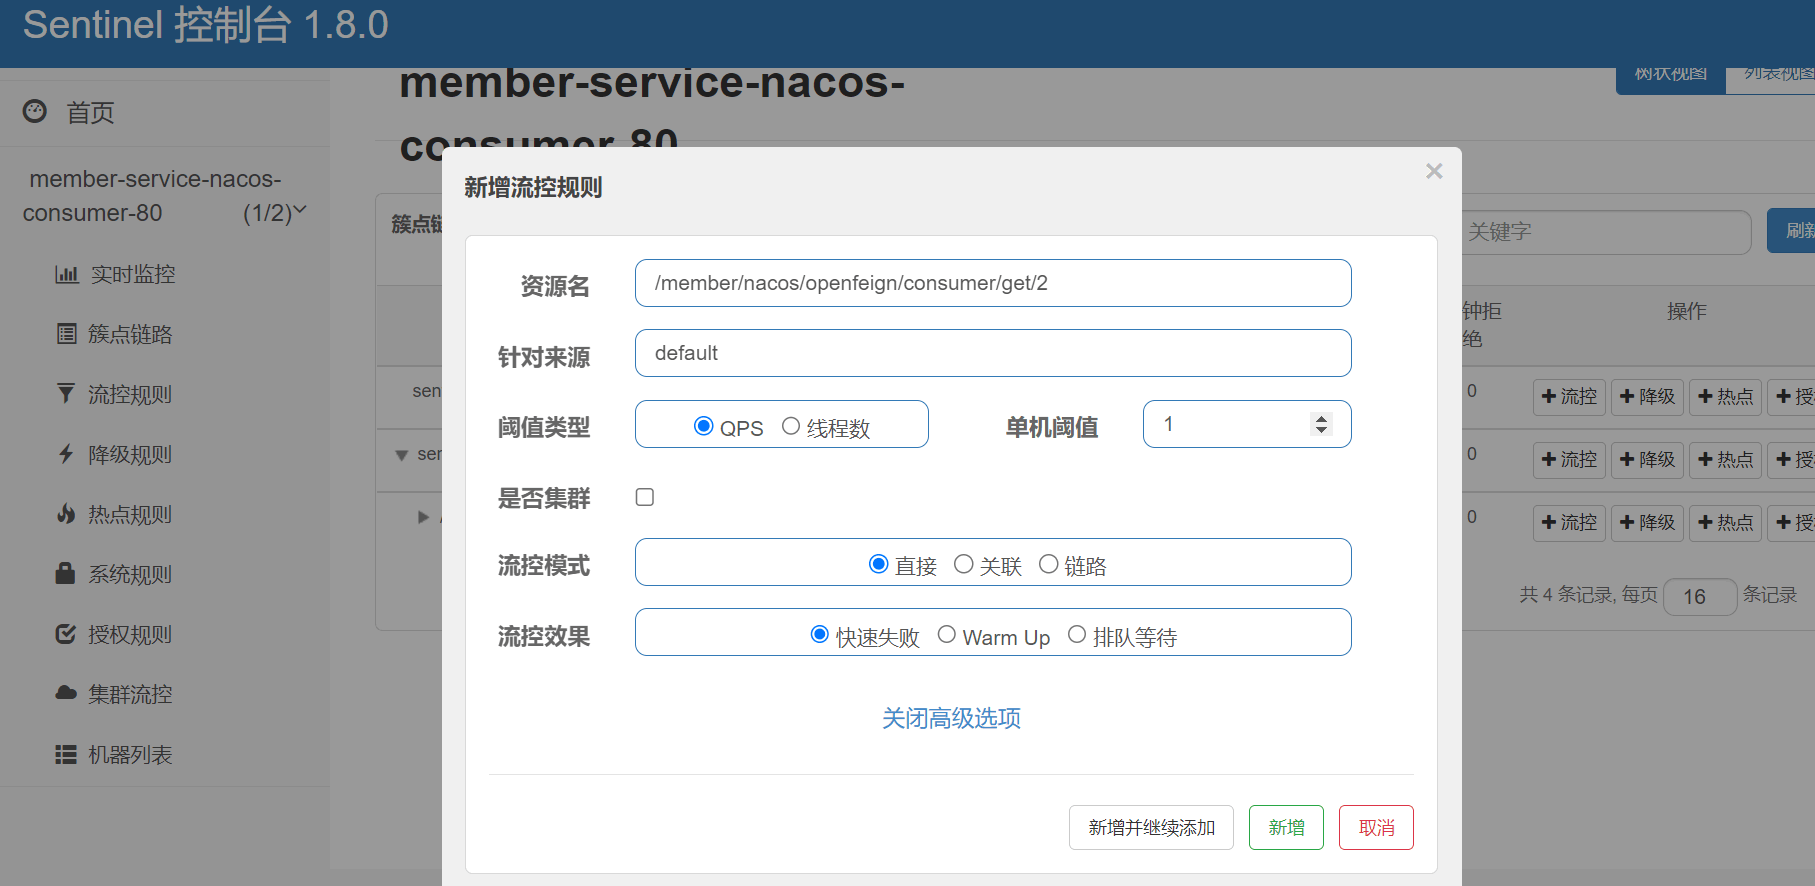 Sentinel 控制台 1.8.0
首页
member-service-nacos-
consumer-80 (1/2)
实时监控
簇点链路
流控规则
降级规则
热点规则
系统规则
授权规则
集群流控
机器列表
member-service-nacos-
consumer-80
树状视图 列表视图
簇点链
关键字 刷新
钟拒
绝
操作
sen
0 流控 降级 热点 授
sen
0 流控 降级 热点 授
0 流控 降级 热点 授
共 4 条记录, 每页 16 条记录
新增流控规则
×
资源名 /member/nacos/openfeign/consumer/get/2
针对来源 default
阈值类型 QPS 线程数 单机阈值 1
是否集群
流控模式 直接 关联 链路
流控效果 快速失败 Warm Up 排队等待
关闭高级选项
新增并继续添加 新增 取消